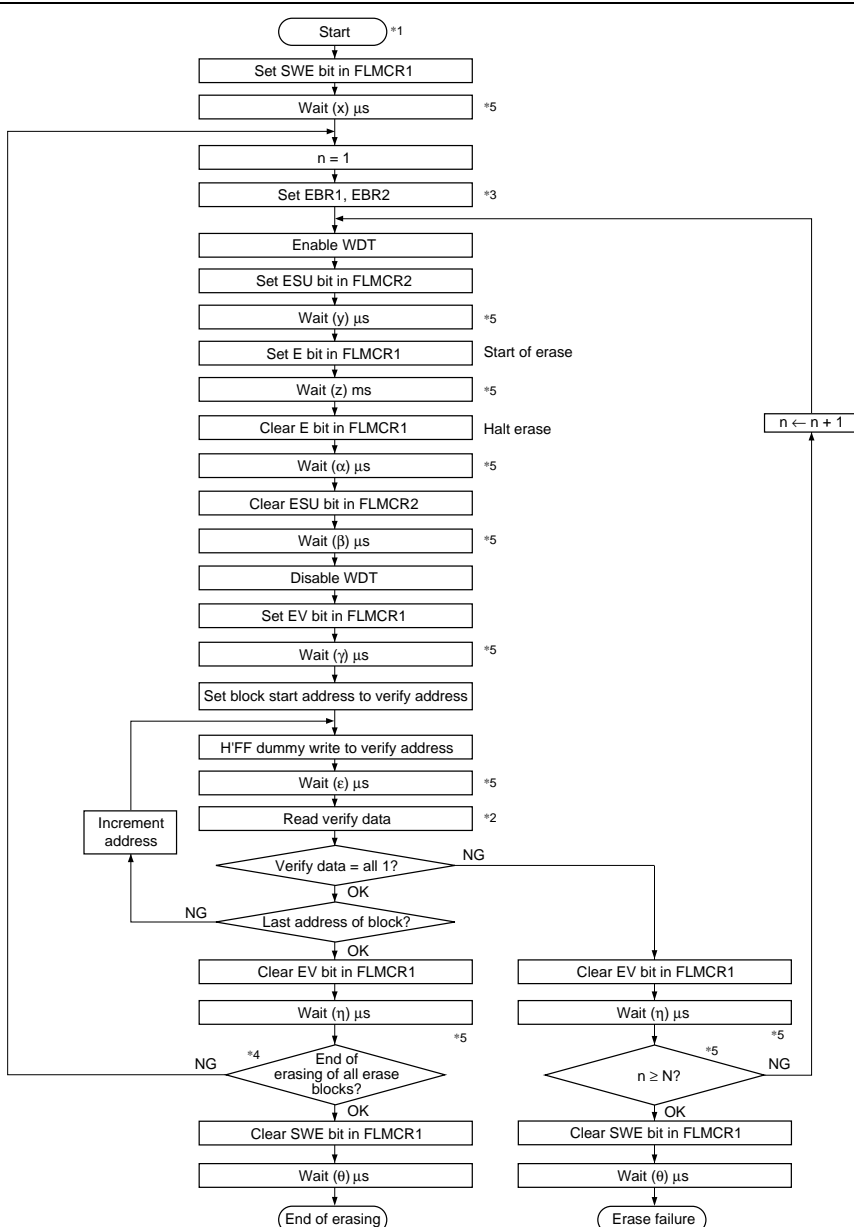 Start *1
Set SWE bit in FLMCR1
Wait (x) μs *5
n = 1
Set EBR1, EBR2 *3
Enable WDT
Set ESU bit in FLMCR2
Wait (y) μs *5
Set E bit in FLMCR1 Start of erase
Wait (z) ms *5
n ← n + 1
Clear E bit in FLMCR1 Halt erase
Wait (α) μs *5
Clear ESU bit in FLMCR2
Wait (β) μs *5
Disable WDT
Set EV bit in FLMCR1
Wait (γ) μs *5
Set block start address to verify address
H'FF dummy write to verify address
Wait (ε) μs *5
Increment
address
Read verify data *2
Verify data = all 1? NG
OK
NG Last address of block?
OK
Clear EV bit in FLMCR1 Clear EV bit in FLMCR1
Wait (η) μs Wait (η) μs
*5 *5
NG *4 End of
erasing of all erase
blocks?
*5 n ≥ N? NG
OK OK
Clear SWE bit in FLMCR1 Clear SWE bit in FLMCR1
Wait (θ) μs Wait (θ) μs
End of erasing Erase failure